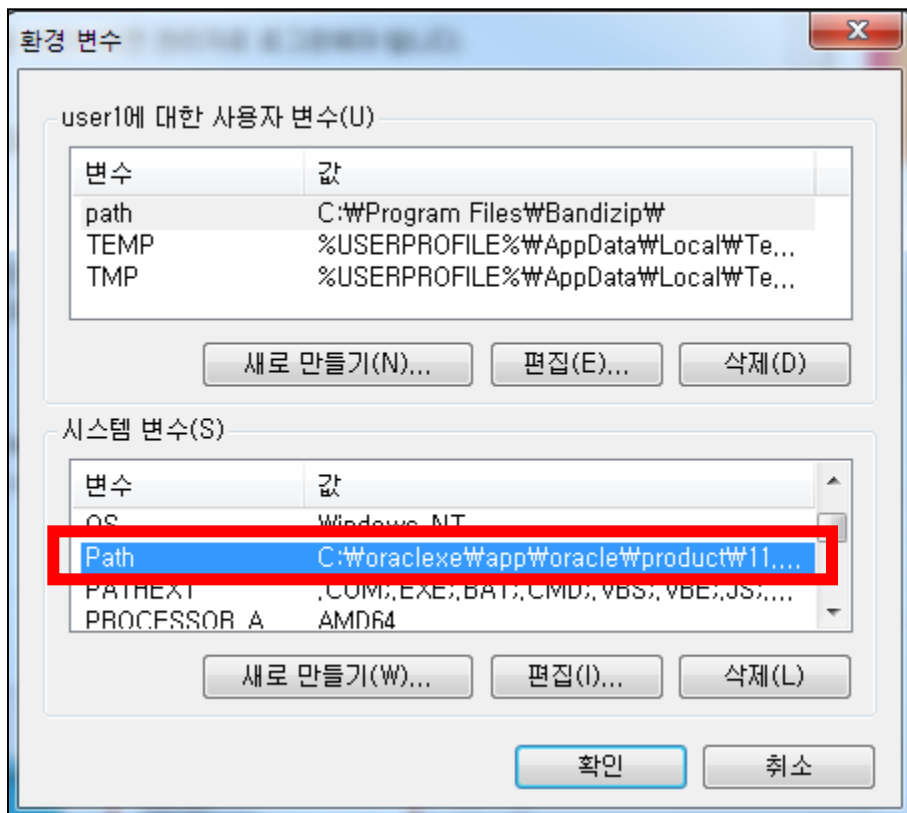 환경 변수
user1에 대한 사용자 변수(U)
변수 값
path C:₩Program Files₩Bandizip₩
TEMP %USERPROFILE%₩AppData₩Local₩Te...
TMP %USERPROFILE%₩AppData₩Local₩Te...
새로 만들기(N)... 편집(E)... 삭제(D)
시스템 변수(S)
변수 값
OS Windows_NT
Path C:₩oraclexe₩app₩oracle₩product₩11....
PATHEXT .COM;.EXE;.BAT;.CMD;.VBS;.VBE;.JS;....
PROCESSOR_A... AMD64
새로 만들기(W)... 편집(I)... 삭제(L)
확인 취소